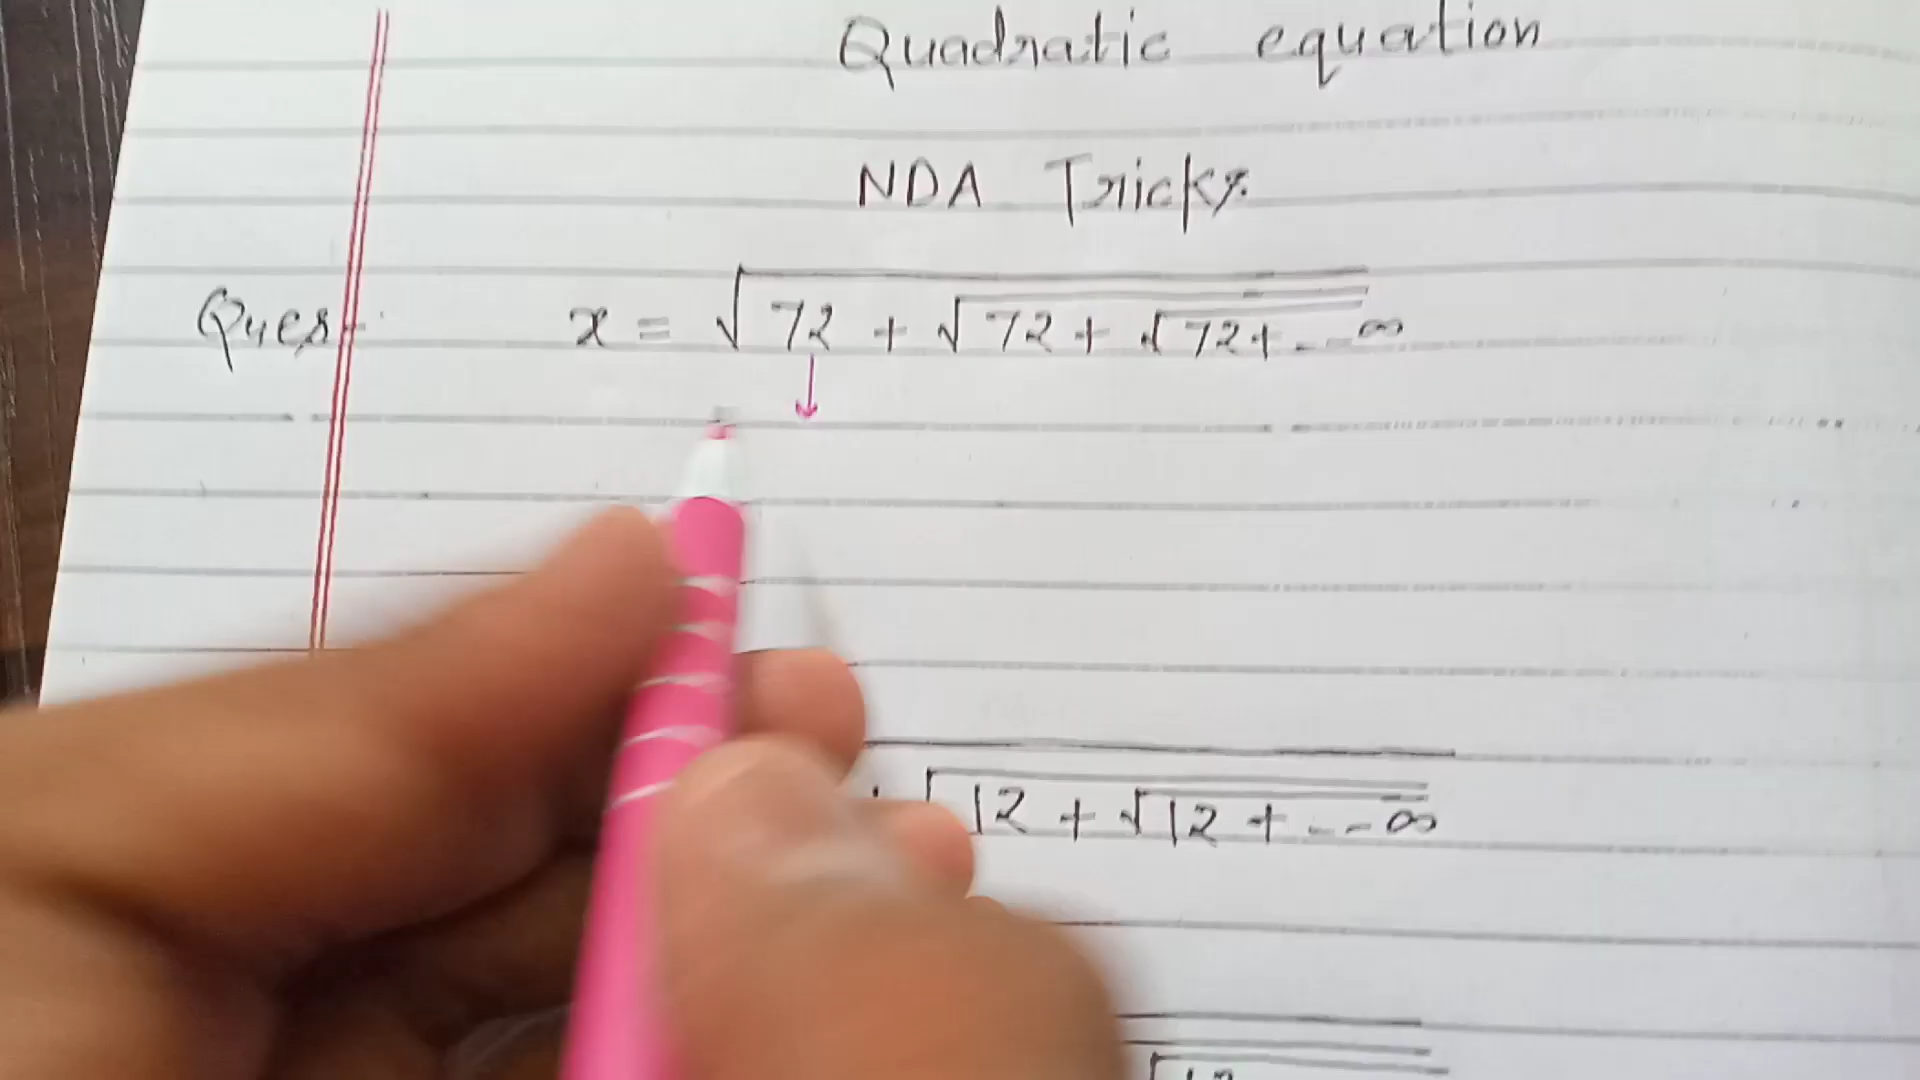 Quadratic equation
NDA Tricks
Ques - x = √72 + √72 + √72 + - - ∞
√12 + √12 + - - ∞